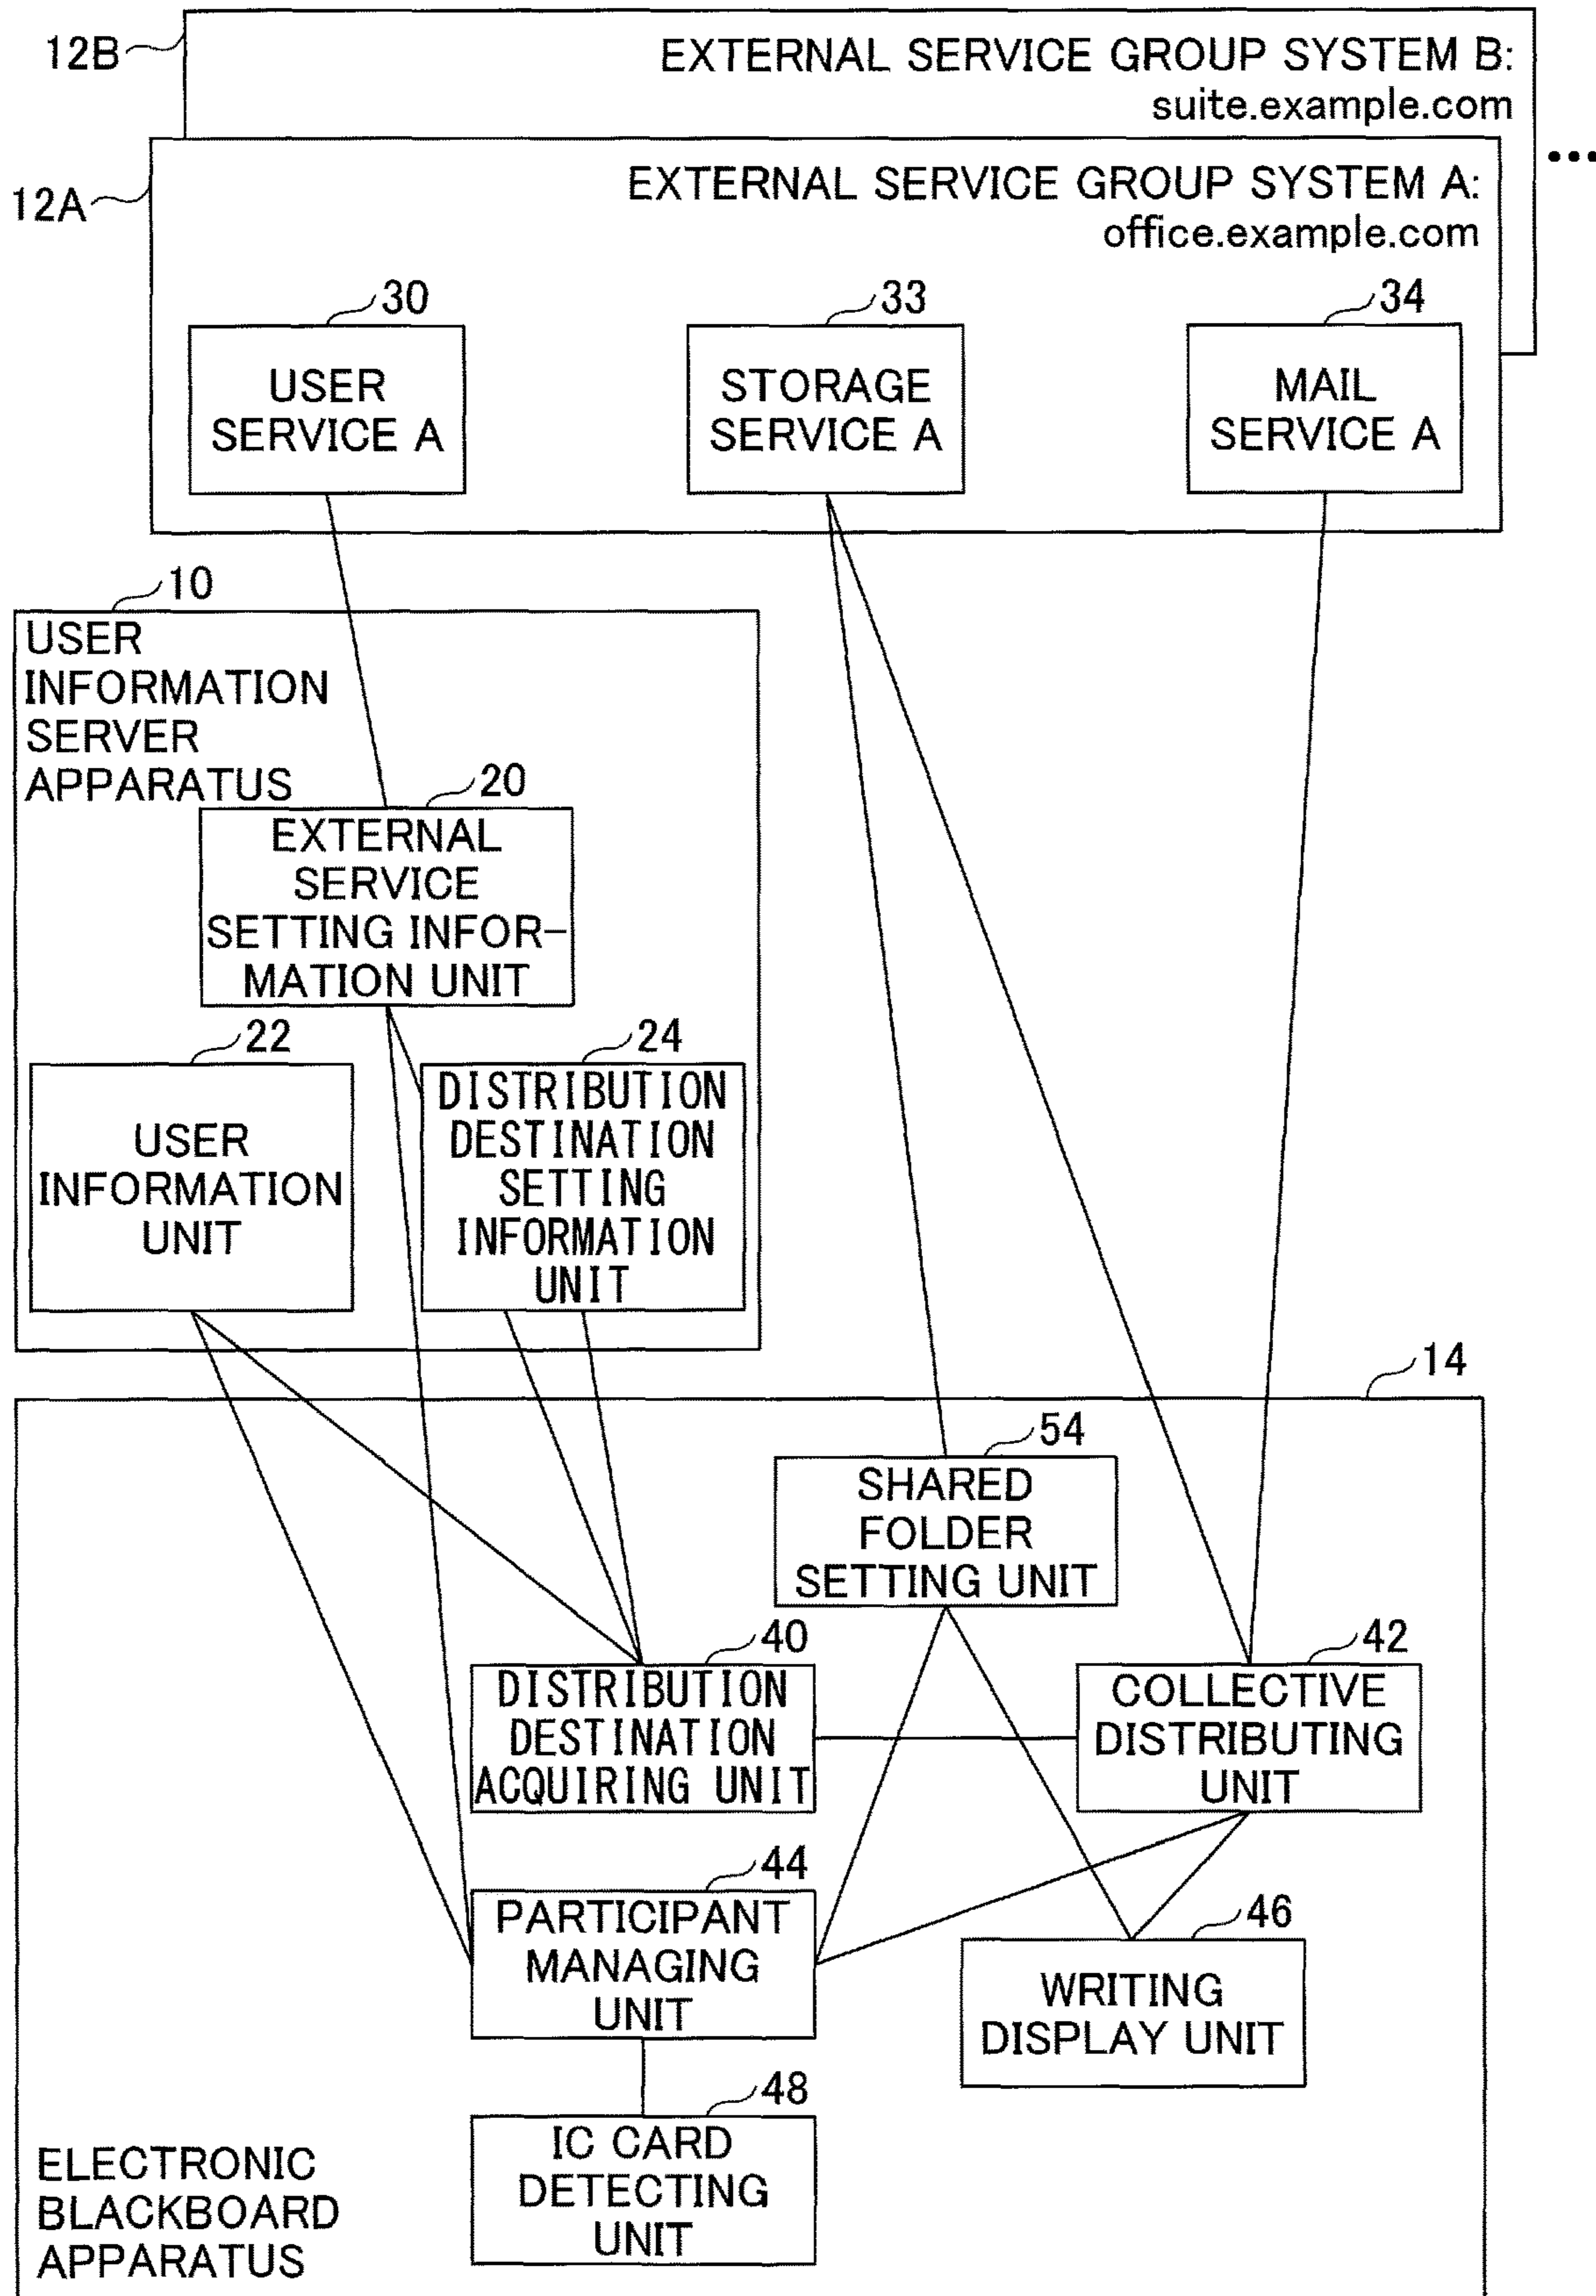 12B
EXTERNAL SERVICE GROUP SYSTEM B:
suite.example.com
...
12A
EXTERNAL SERVICE GROUP SYSTEM A:
office.example.com
30
USER
SERVICE A
33
STORAGE
SERVICE A
34
MAIL
SERVICE A
10
USER
INFORMATION
SERVER
APPARATUS
20
EXTERNAL
SERVICE
SETTING INFOR-
MATION UNIT
22
USER
INFORMATION
UNIT
24
DISTRIBUTION
DESTINATION
SETTING
INFORMATION
UNIT
14
54
SHARED
FOLDER
SETTING UNIT
40
DISTRIBUTION
DESTINATION
ACQUIRING UNIT
42
COLLECTIVE
DISTRIBUTING
UNIT
44
PARTICIPANT
MANAGING
UNIT
46
WRITING
DISPLAY UNIT
48
IC CARD
DETECTING
UNIT
ELECTRONIC
BLACKBOARD
APPARATUS